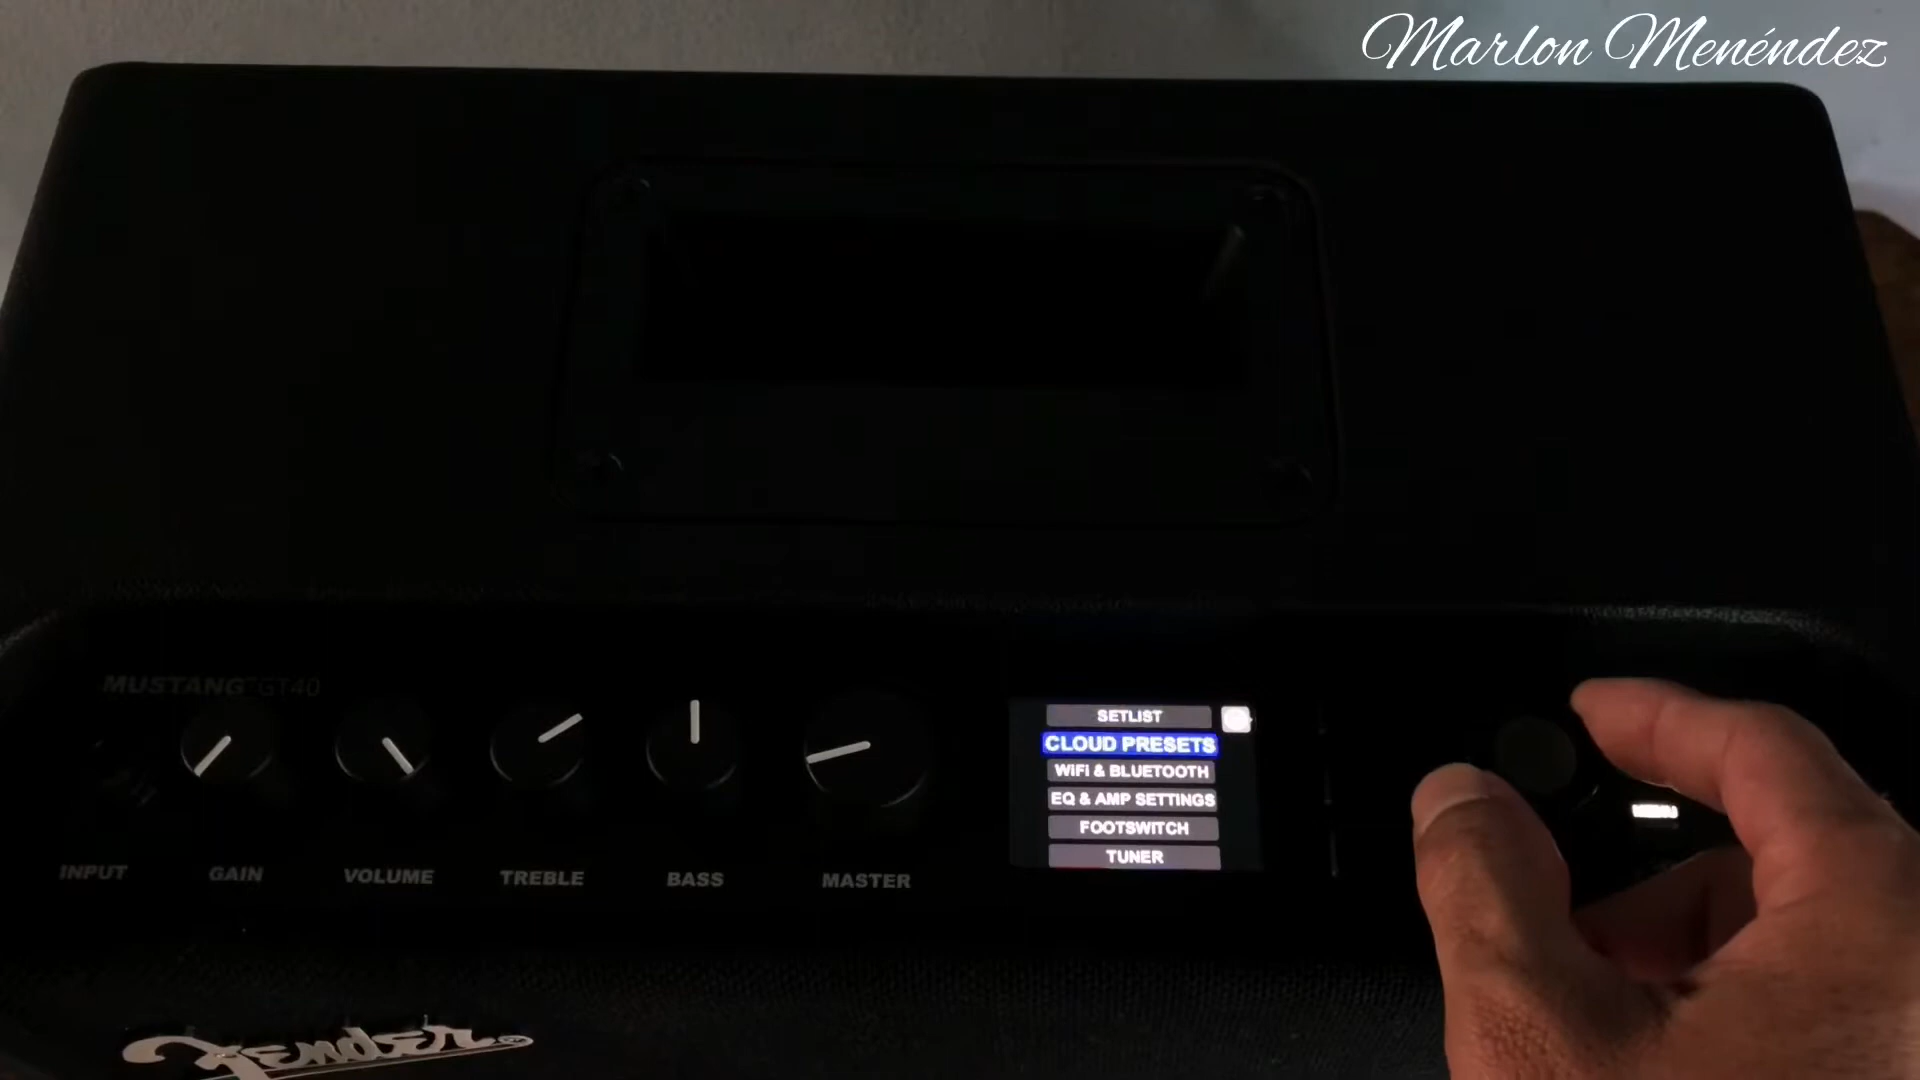 Marlon Menéndez
MUSTANG GT40
SETLIST
CLOUD PRESETS
WiFi & BLUETOOTH
EQ & AMP SETTINGS
FOOTSWITCH
TUNER
MENU
INPUT GAIN VOLUME TREBLE BASS MASTER
Fender